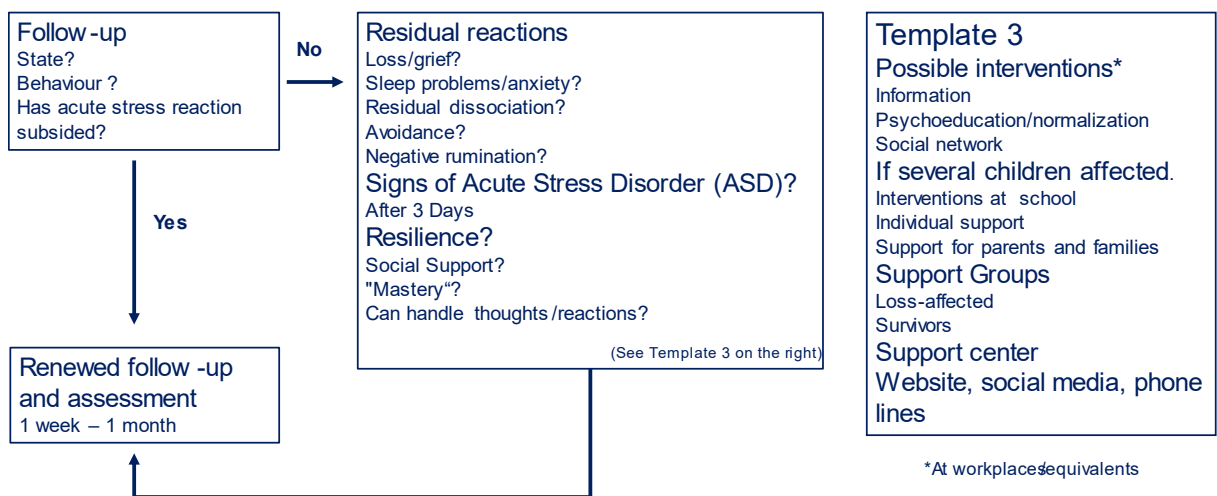 Follow-up
State?
Behaviour ?
Has acute stress reaction
subsided?
No
Yes
Residual reactions
Loss/grief?
Sleep problems/anxiety?
Residual dissociation?
Avoidance?
Negative rumination?
Signs of Acute Stress Disorder (ASD)?
After 3 Days
Resilience?
Social Support?
"Mastery“?
Can handle thoughts/reactions?
(See Template 3 on the right)
Renewed follow -up
and assessment
1 week – 1 month
Template 3
Possible interventions*
Information
Psychoeducation/normalization
Social network
If several children affected.
Interventions at school
Individual support
Support for parents and families
Support Groups
Loss-affected
Survivors
Support center
Website, social media, phone
lines
*At workplaces/equivalents